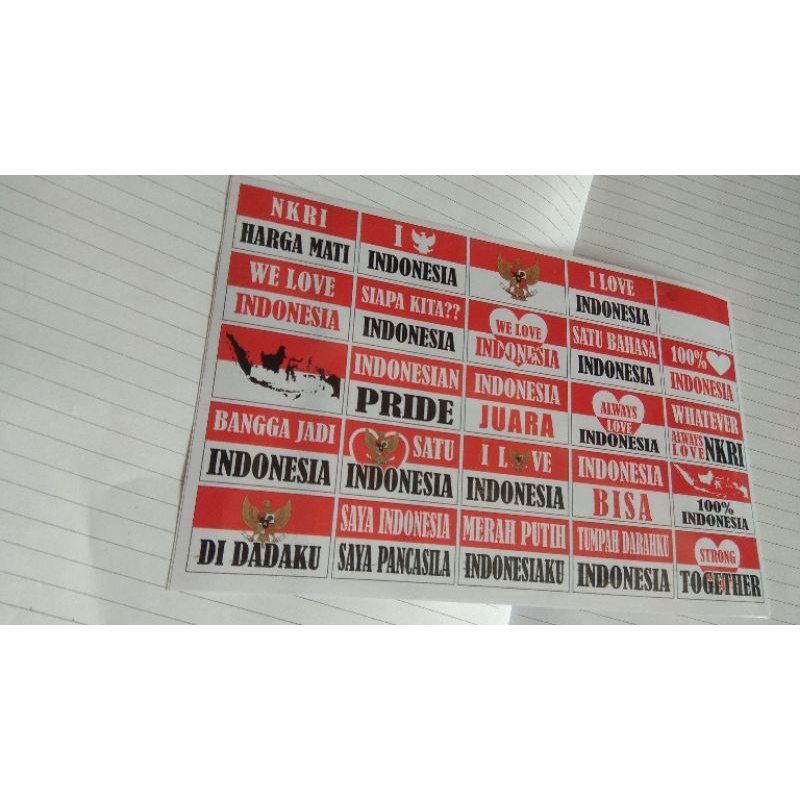 NKRI
HARGA MATI
I
INDONESIA
I LOVE
INDONESIA
WE LOVE
INDONESIA
SIAPA KITA??
INDONESIA
WE LOVE
INDONESIA
SATU BAHASA
INDONESIA
100%
INDONESIA
INDONESIAN
PRIDE
INDONESIA
JUARA
ALWAYS
LOVE
INDONESIA
WHATEVER
ALWAYS
LOVE NKRI
BANGGA JADI
INDONESIA
SATU
INDONESIA
I L VE
INDONESIA
INDONESIA
BISA
100%
INDONESIA
DI DADAKU
SAYA INDONESIA
SAYA PANCASILA
MERAH PUTIH
INDONESIAKU
TUMPAH DARAHKU
INDONESIA
STRONG
TOGETHER